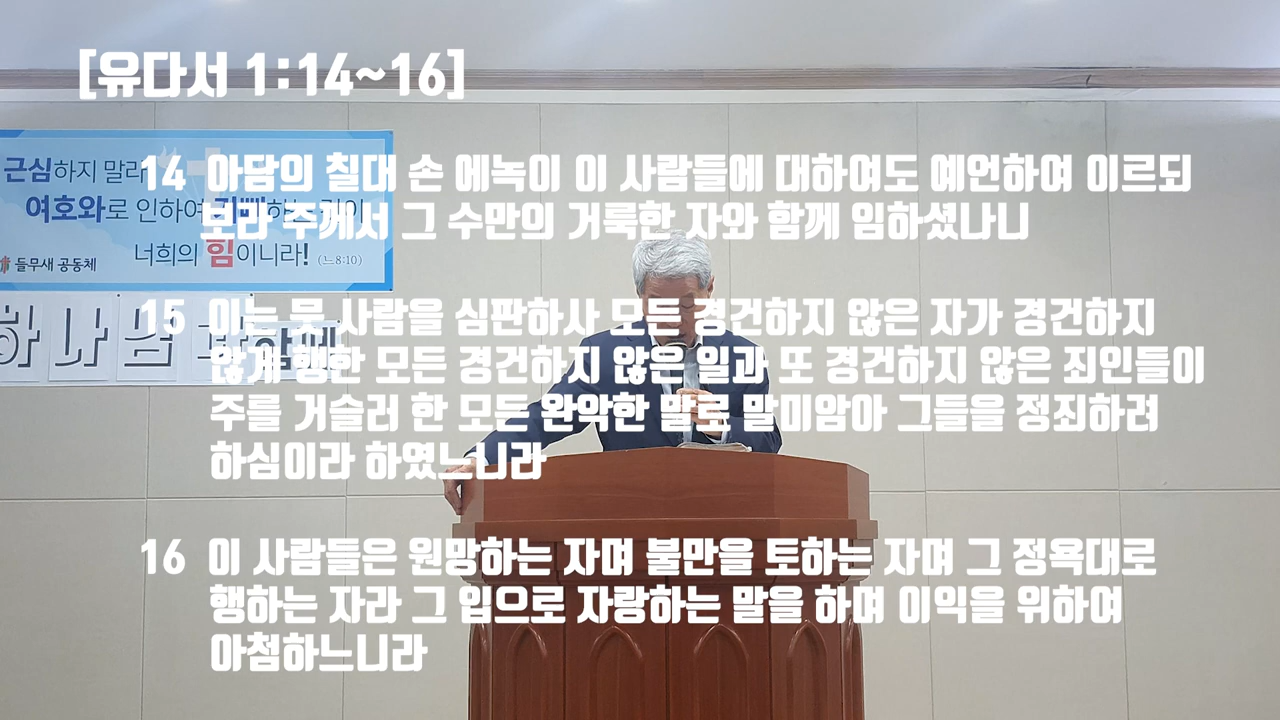 [유다서 1:14~16]
14 아담의 칠대 손 에녹이 이 사람들에 대하여도 예언하여 이르되
보라 주께서 그 수만의 거룩한 자와 함께 임하셨나니
15 이는 뭇 사람을 심판하사 모든 경건하지 않은 자가 경건하지
않게 행한 모든 경건하지 않은 일과 또 경건하지 않은 죄인들이
주를 거슬러 한 모든 완악한 말로 말미암아 그들을 정죄하려
하심이라 하였느니라
16 이 사람들은 원망하는 자며 불만을 토하는 자며 그 정욕대로
행하는 자라 그 입으로 자랑하는 말을 하며 이익을 위하여
아첨하느니라
근심하지 말라
여호와로 인하여
너희의 힘이니라! (느8:10)
들무새 공동체
함께